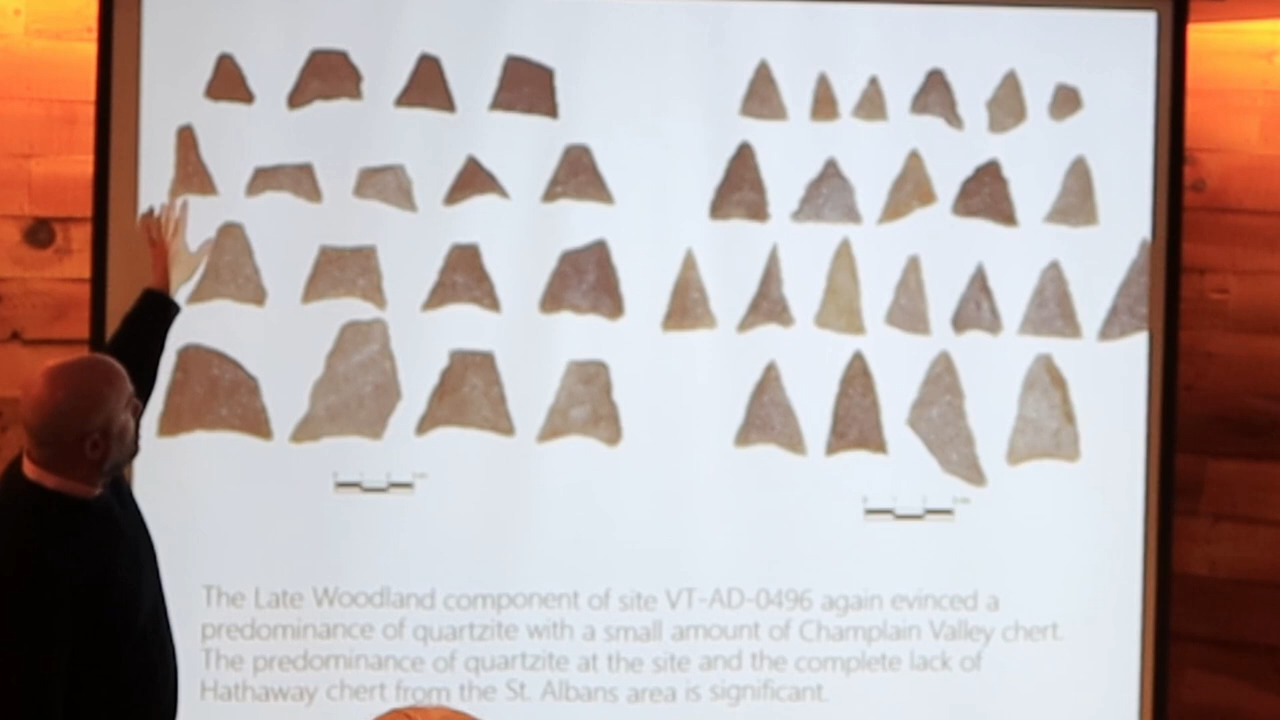 The Late Woodland component of site VT-AD-0496 again evinced a
predominance of quartzite with a small amount of Champlain Valley chert.
The predominance of quartzite at the site and the complete lack of
Hathaway chert from the St. Albans area is significant.